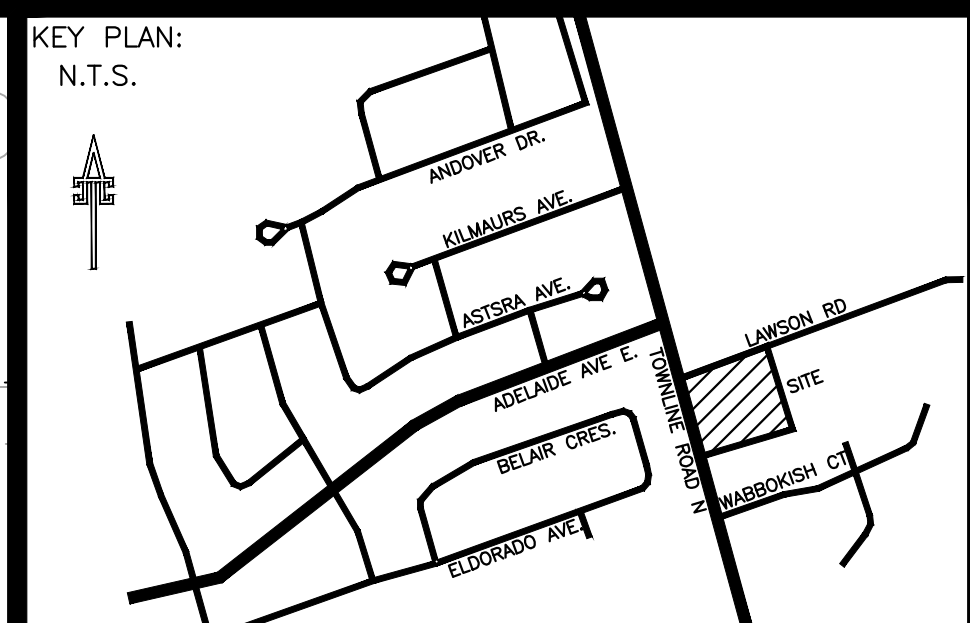 KEY PLAN:
N.T.S.
ANDOVER DR.
KILMAURS AVE.
ASTSRA AVE.
LAWSON RD
ADELAIDE AVE E.
TOWNLINE ROAD N
SITE
BELAIR CRES.
WABBOKISH CT
ELDORADO AVE.